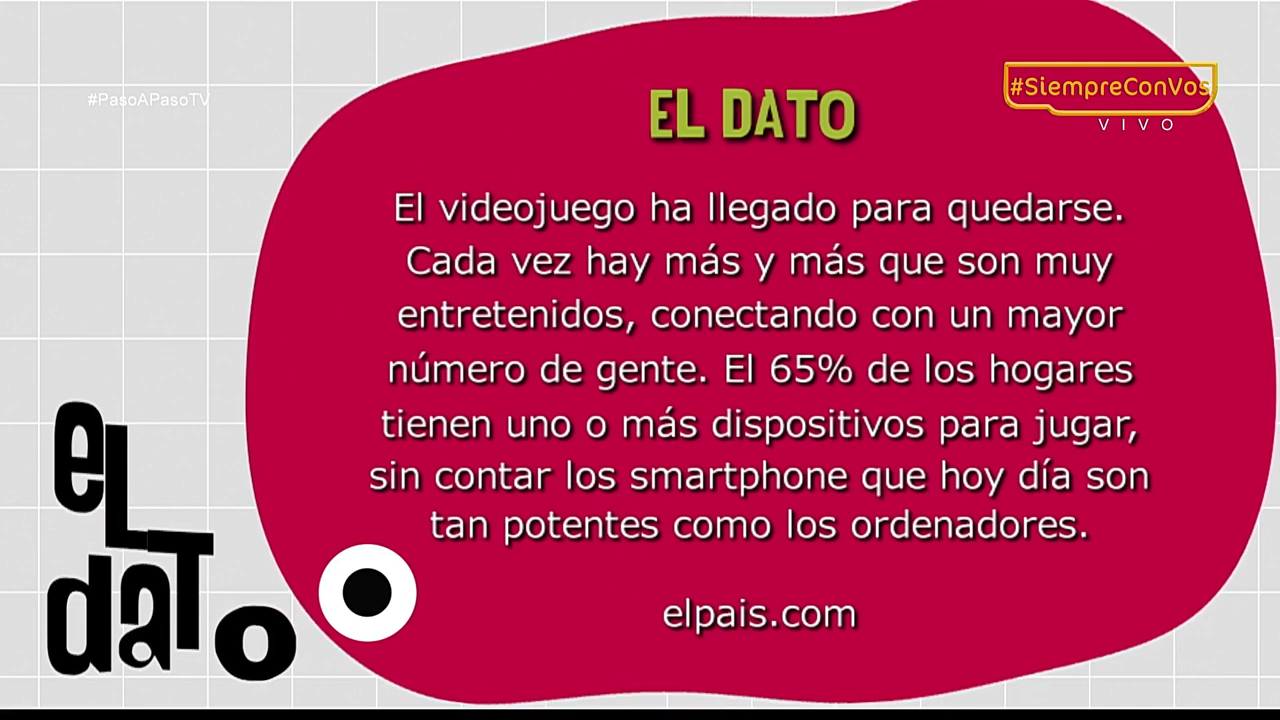 #PasoAPasoTV
#SiempreConVos
VIVO
EL DATO
El videojuego ha llegado para quedarse.
Cada vez hay más y más que son muy
entretenidos, conectando con un mayor
número de gente. El 65% de los hogares
tienen uno o más dispositivos para jugar,
sin contar los smartphone que hoy día son
tan potentes como los ordenadores.
elpais.com
eL
daTo